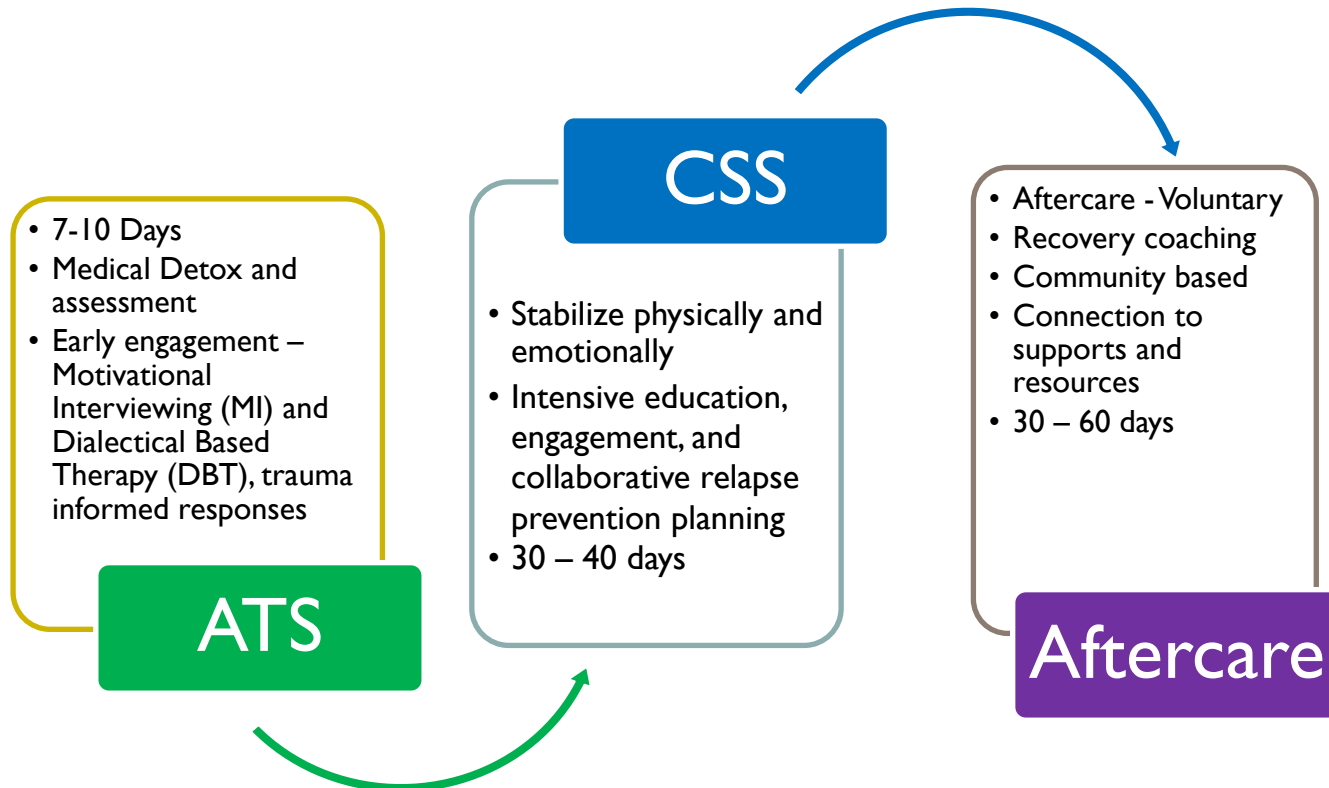 • 7-10 Days
• Medical Detox and
assessment
• Early engagement –
Motivational
Interviewing (MI) and
Dialectical Based
Therapy (DBT), trauma
informed responses
ATS
CSS
• Stabilize physically and
emotionally
• Intensive education,
engagement, and
collaborative relapse
prevention planning
• 30 – 40 days
• Aftercare - Voluntary
• Recovery coaching
• Community based
• Connection to
supports and
resources
• 30 – 60 days
Aftercare